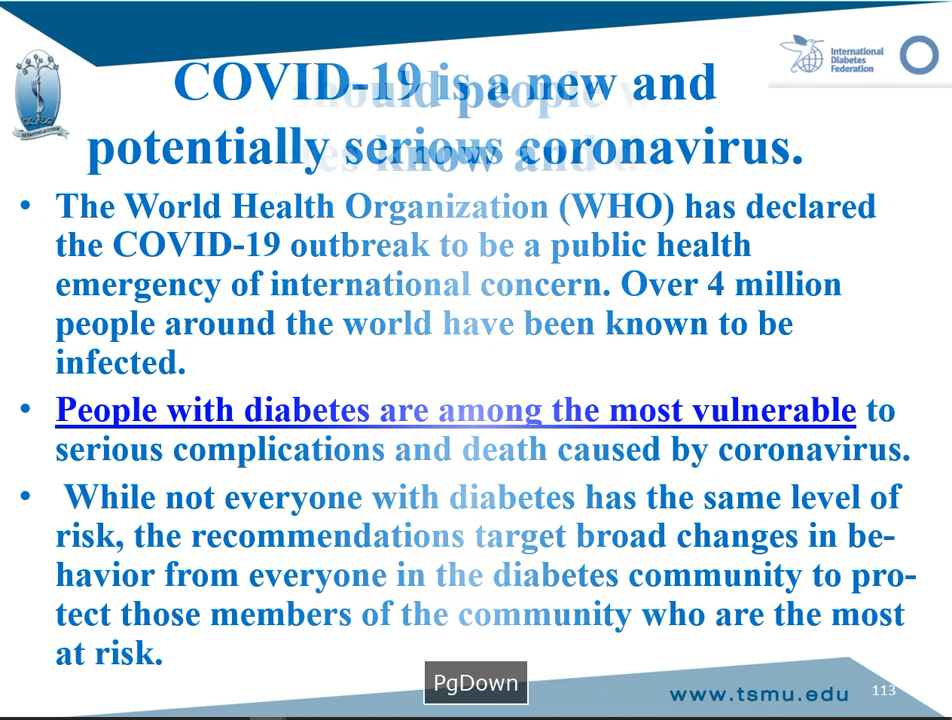 International
Diabetes
Federation
COVID-19 is a new and
potentially serious coronavirus.
hould people
es know and
• The World Health Organization (WHO) has declared
the COVID-19 outbreak to be a public health
emergency of international concern. Over 4 million
people around the world have been known to be
infected.
• People with diabetes are among the most vulnerable to
serious complications and death caused by coronavirus.
• While not everyone with diabetes has the same level of
risk, the recommendations target broad changes in be-
havior from everyone in the diabetes community to pro-
tect those members of the community who are the most
at risk.
PgDown
www.tsmu.edu
113